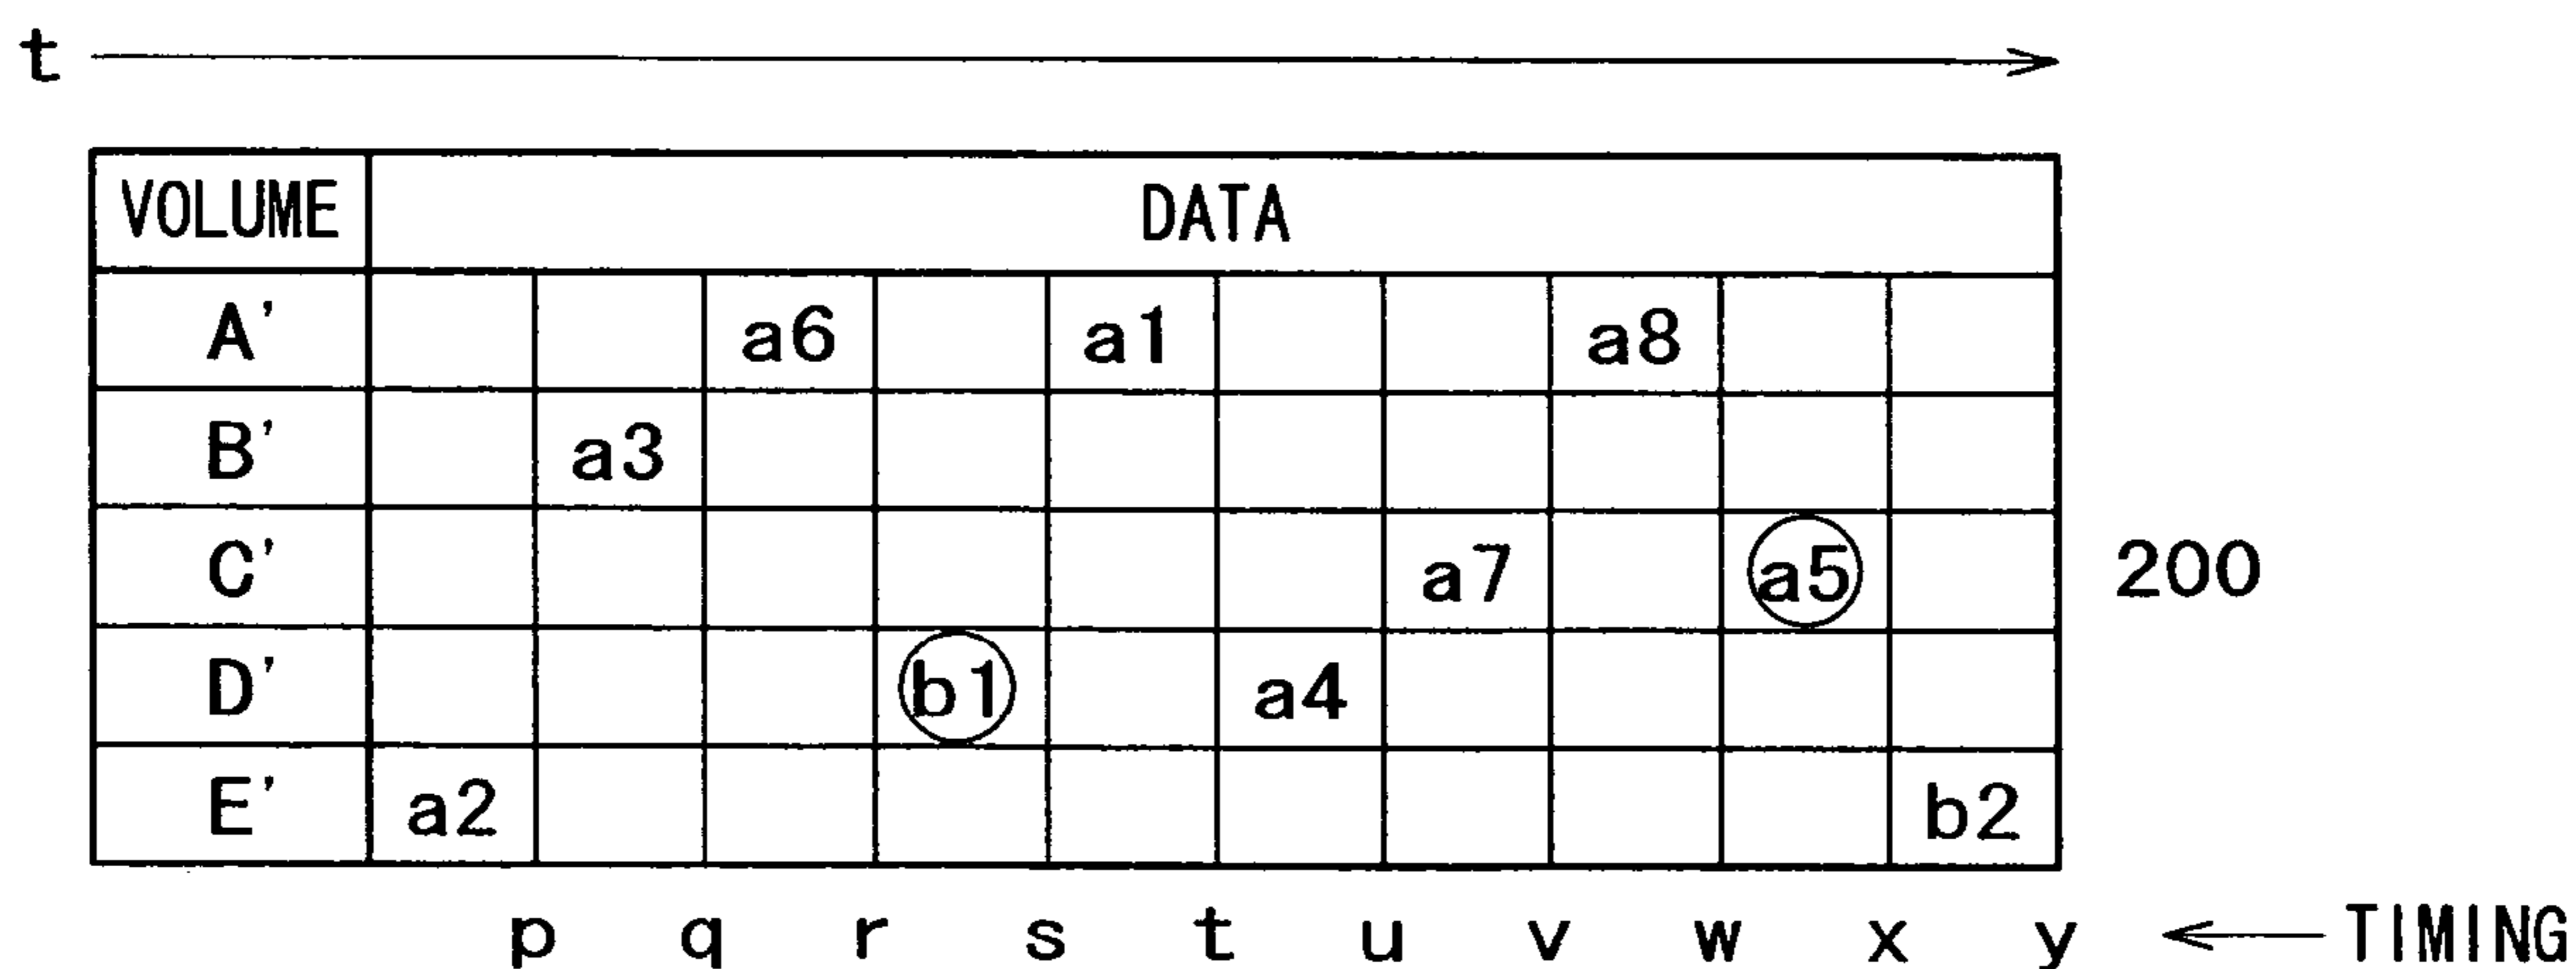 t
VOLUME DATA
A' a6 a1 a8
B' a3
C' a7 a5 200
D' b1 a4
E' a2 b2
p q r s t u v w x y TIMING